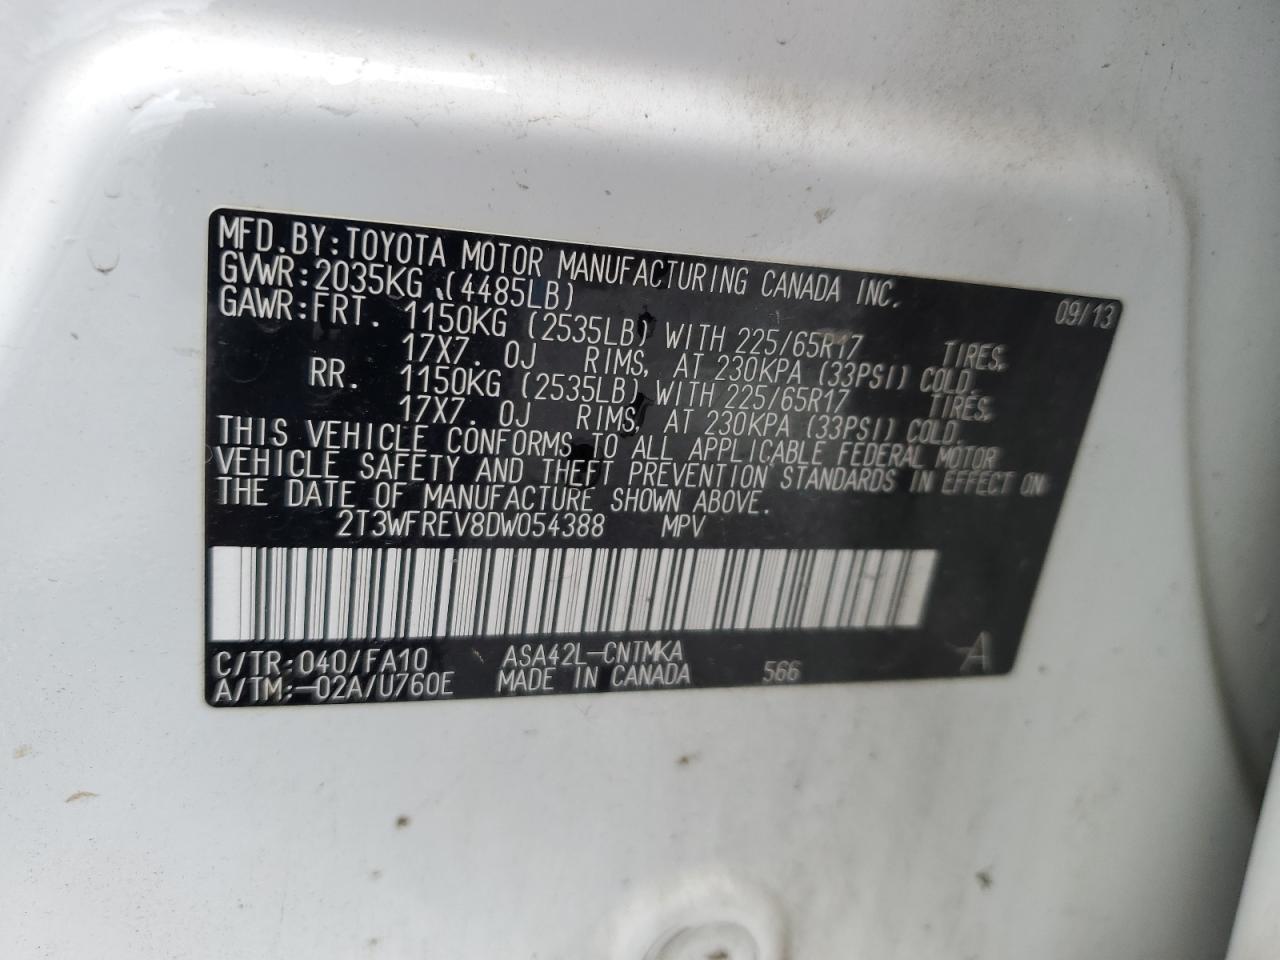 MFD.BY:TOYOTA MOTOR MANUFACTURING CANADA INC. 09/13
GVWR:2035KG (4485LB)
GAWR:FRT. 1150KG (2535LB) WITH 225/65R17 TIRES,
17X7. 0J RIMS, AT 230KPA (33PSI) COLD.
RR. 1150KG (2535LB) WITH 225/65R17 TIRES,
17X7. 0J RIMS, AT 230KPA (33PSI) COLD.
THIS VEHICLE CONFORMS TO ALL APPLICABLE FEDERAL MOTOR
VEHICLE SAFETY AND THEFT PREVENTION STANDARDS IN EFFECT ON
THE DATE OF MANUFACTURE SHOWN ABOVE.
2T3WFREV8DW054388 MPV
C/TR:040/FA10 ASA42L-CNTMKA A
A/TM:-02A/U760E MADE IN CANADA 566